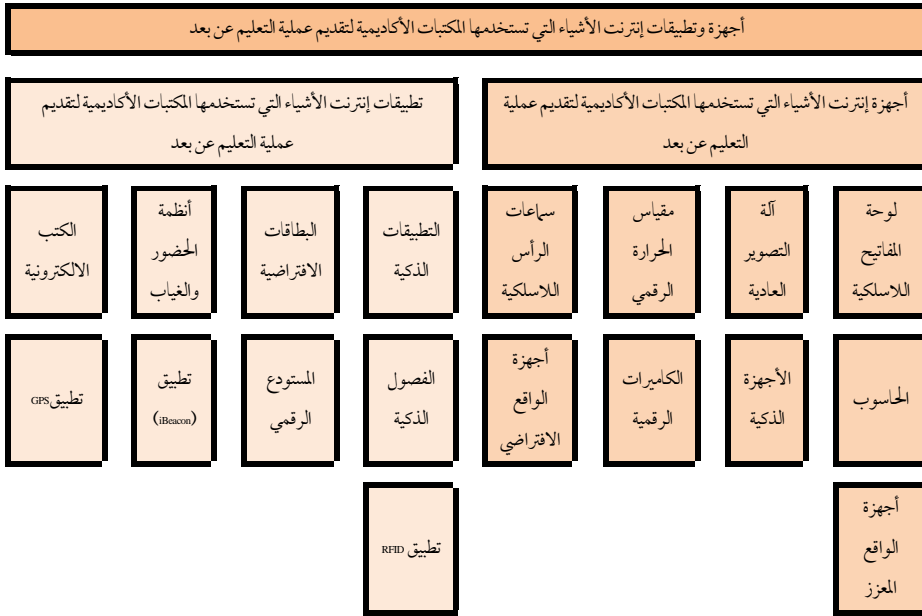 أجهزة وتطبيقات إنترنت الأشياء التي تستخدمها المكتبات الأكاديمية لتقديم عملية التعليم عن بعد
أجهزة إنترنت الأشياء التي تستخدمها المكتبات الأكاديمية لتقديم عملية
التعليم عن بعد
تطبيقات إنترنت الأشياء التي تستخدمها المكتبات الأكاديمية لتقديم
عملية التعليم عن بعد
لوحة
المفاتيح
اللاسلكية
آلة
التصوير
العادية
مقياس
الحرارة
الرقمي
سماعات
الرأس
اللاسلكية
التطبيقات
الذكية
البطاقات
الافتراضية
أنظمة
الحضور
والغياب
الكتب
الالكترونية
الحاسوب
الأجهزة
الذكية
الكاميرات
الرقمية
أجهزة
الواقع
الافتراضي
الفصول
الذكية
المستودع
الرقمي
تطبيق
(iBeacon)
تطبيق GPS
أجهزة
الواقع
المعزز
تطبيق RFID